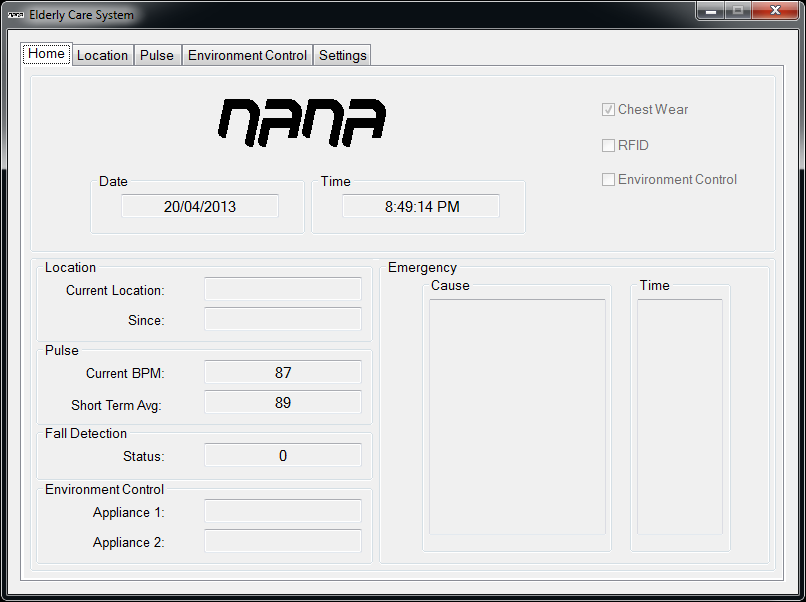 nana Elderly Care System
Home Location Pulse Environment Control Settings
nana
Chest Wear
RFID
Environment Control
Date
20/04/2013
Time
8:49:14 PM
Location
Current Location:
Since:
Pulse
Current BPM: 87
Short Term Avg: 89
Fall Detection
Status: 0
Environment Control
Appliance 1:
Appliance 2:
Emergency
Cause
Time